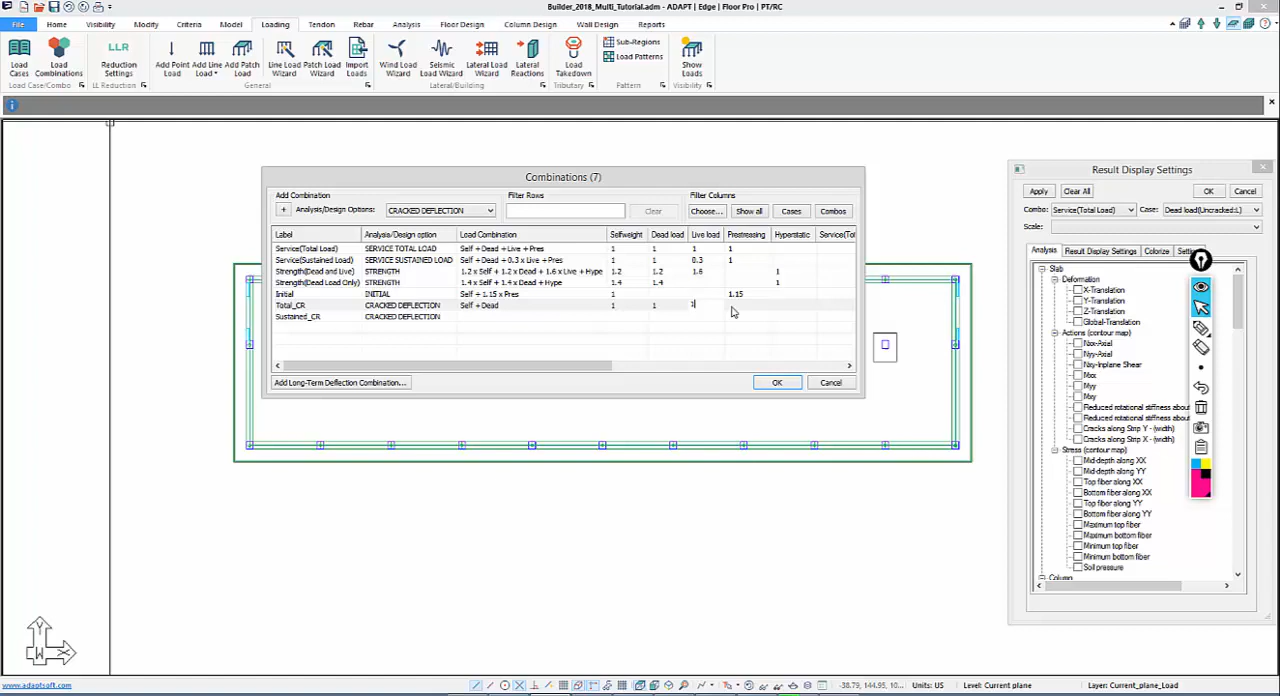 Builder_2018_Multi_Tutorial.adm - ADAPT | Edge | Floor Pro | PT/RC
File Home Visibility Modify Criteria Model Loading Tendon Rebar Analysis Floor Design Column Design Wall Design Reports
Load Cases
Load Combinations
LLR
Reduction Settings
Add Point Load
Add Line Load
Add Patch Load
Line Load Wizard
Patch Load Wizard
Import Loads
Wind Load Wizard
Seismic Load Wizard
Lateral Load Wizard
Lateral Reactions
Load Takedown
Sub-Regions
Load Patterns
Show Loads
Load Case/Combo LL Reduction General Lateral/Building Tributary Pattern Visibility
Combinations (7)
Add Combination Filter Rows Filter Columns
+ Analysis/Design Options: CRACKED DEFLECTION Clear Choose... Show all Cases Combos
Label Analysis/Design option Load Combination Selfweight Dead load Live load Prestressing Hyperstatic Service(Tot
Service(Total Load) SERVICE TOTAL LOAD Self + Dead + Live + Pres 1 1 1 1
Service(Sustained Load) SERVICE SUSTAINED LOAD Self + Dead + 0.3 x Live + Pres 1 1 0.3 1
Strength(Dead and Live) STRENGTH 1.2 x Self + 1.2 x Dead + 1.6 x Live + Hype 1.2 1.2 1.6 1
Strength(Dead Load Only) STRENGTH 1.4 x Self + 1.4 x Dead + Hype 1.4 1.4 1
Initial INITIAL Self + 1.15 x Pres 1 1.15
Total_CR CRACKED DEFLECTION Self + Dead 1 1 1
Sustained_CR CRACKED DEFLECTION
Add Long-Term Deflection Combination... OK Cancel
Result Display Settings
Apply Clear All OK Cancel
Combo: Service(Total Load) Case: Dead load(Uncracked:L)
Scale:
Analysis Result Display Settings Colorize
Slab
Deformation
X-Translation
Y-Translation
Z-Translation
Global-Translation
Actions (contour map)
Nxx-Axial
Nyy-Axial
Nxy-Inplane Shear
Mxx
Myy
Mxy
Reduced rotational stiffness about
Reduced rotational stiffness about
Cracks along Strip Y - (width)
Cracks along Strip X - (width)
Stress (contour map)
Mid-depth along XX
Mid-depth along YY
Top fiber along XX
Bottom fiber along XX
Top fiber along YY
Bottom fiber along YY
Maximum top fiber
Maximum bottom fiber
Minimum top fiber
Minimum bottom fiber
Soil pressure
Column
Y
W X
www.adaptsoft.com Units: US Level: Current plane Layer: Current_plane_Load